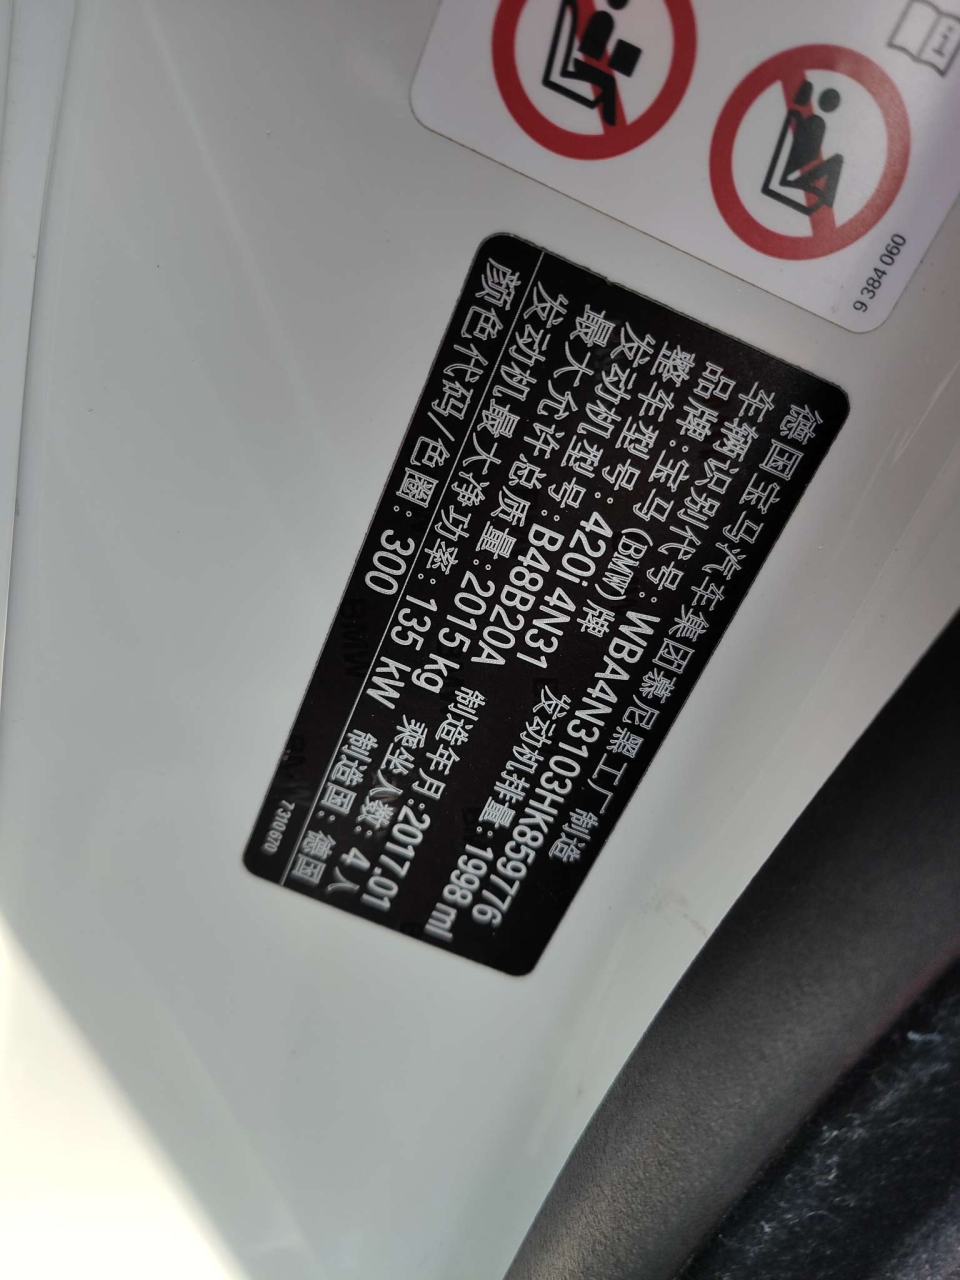 9 384 060
德国宝马汽车集团慕尼黑工厂制造
车辆识别代号: WBA4N3103HK859776
品牌: 宝马 (BMW) 牌
整车型号: 420i 4N31 发动机排量: 1998 ml
发动机型号: B48B20A
最大允许总质量: 2015 kg 制造年月: 2017.01
发动机最大净功率: 135 kW 乘坐人数: 4 人
制造国: 德国
颜色代码/色圈: 300
7310670